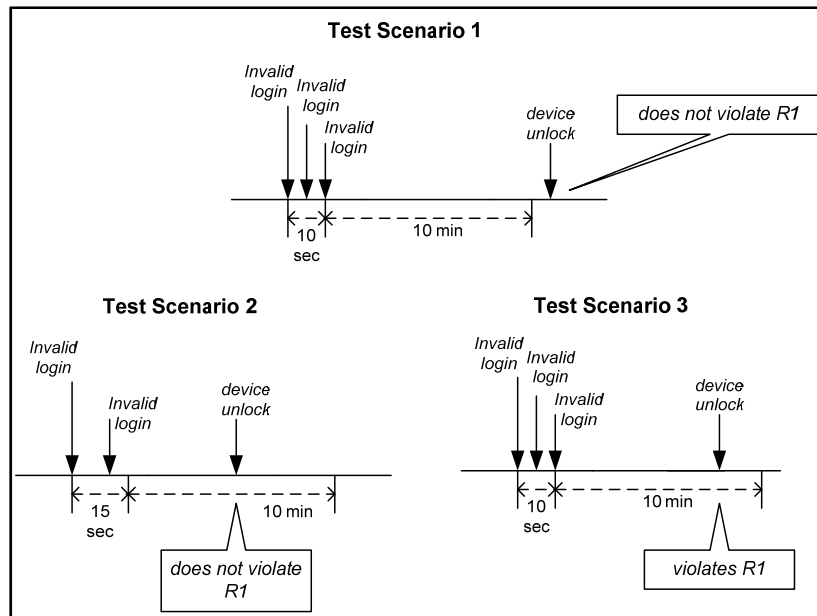 Test Scenario 1
Invalid
login
Invalid
login
Invalid
login
device
unlock
does not violate R1
10
sec
10 min
Test Scenario 2
Invalid
login
Invalid
login
device
unlock
15
sec
10 min
does not violate
R1
Test Scenario 3
Invalid
login
Invalid
login
Invalid
login
device
unlock
10
sec
10 min
violates R1